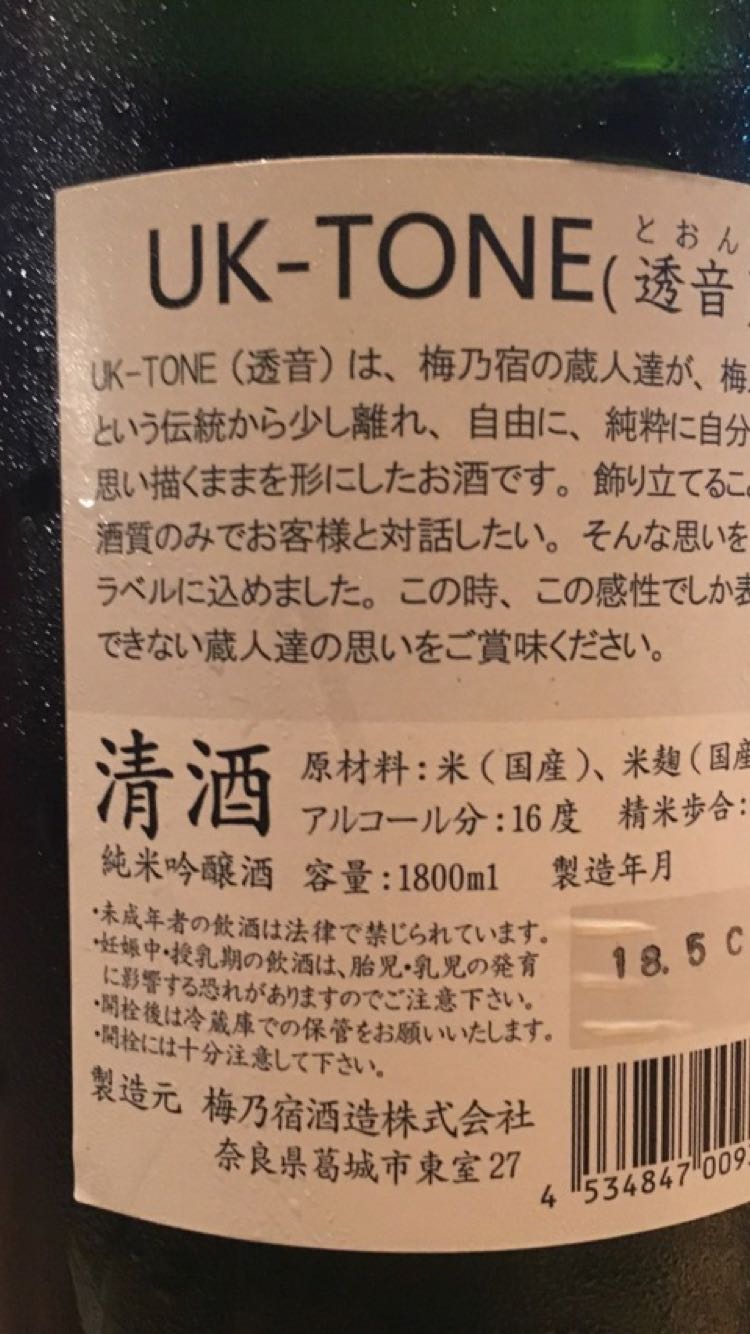 とおん
UK-TONE(透音
UK-TONE（透音）は、梅乃宿の蔵人達が、梅
という伝統から少し離れ、自由に、純粋に自分
思い描くままを形にしたお酒です。飾り立てるこ
酒質のみでお客様と対話したい。そんな思いを
ラベルに込めました。この時、この感性でしか表
できない蔵人達の思いをご賞味ください。
清酒
純米吟醸酒
原材料：米（国産）、米麹（国産
アルコール分：16度 精米歩合：
容量：1800ml 製造年月
18.5 C
・未成年者の飲酒は法律で禁じられています。
・妊娠中・授乳期の飲酒は、胎児・乳児の発育
に影響する恐れがありますのでご注意下さい。
・開栓後は冷蔵庫での保管をお願いいたします。
・開栓には十分注意して下さい。
製造元 梅乃宿酒造株式会社
奈良県葛城市東室27
4 534847 009